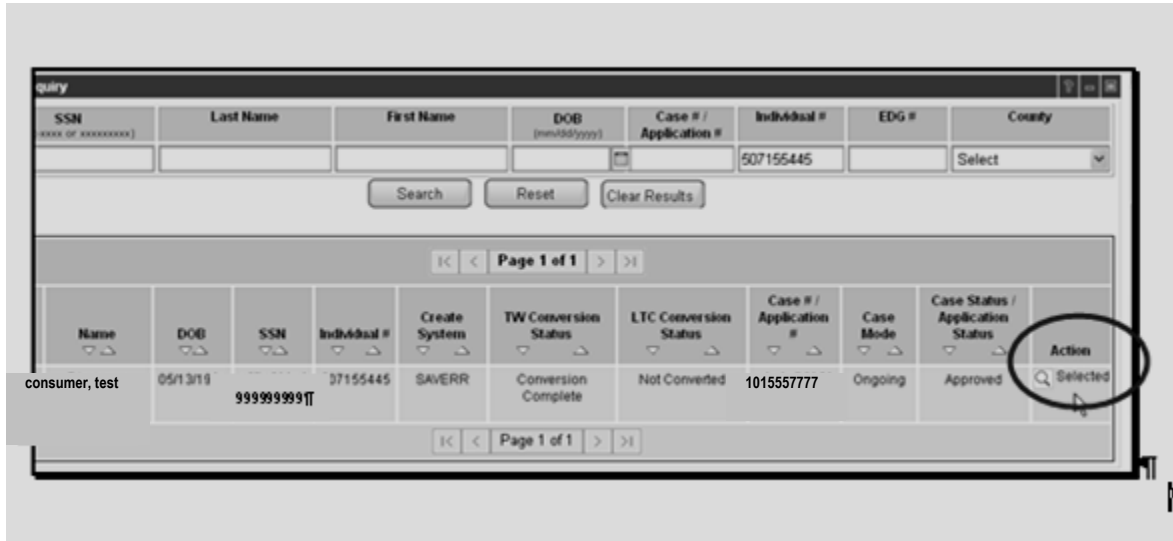 quiry
SSN Last Name First Name DOB Case # / Individual # EDG # County
(mm/dd/yyyy) Application #
507155445 Select
Search Reset Clear Results
Page 1 of 1
Case # / Case Status /
Create TW Conversion LTC Conversion Application Case Application
Name DOB SSN Individual # System Status Status # Mode Status Action
consumer, test 05/13/19 999999999¶ 07155445 SAVERR Conversion Not Converted 1015557777 Ongoing Approved Selected
Complete
Page 1 of 1
¶